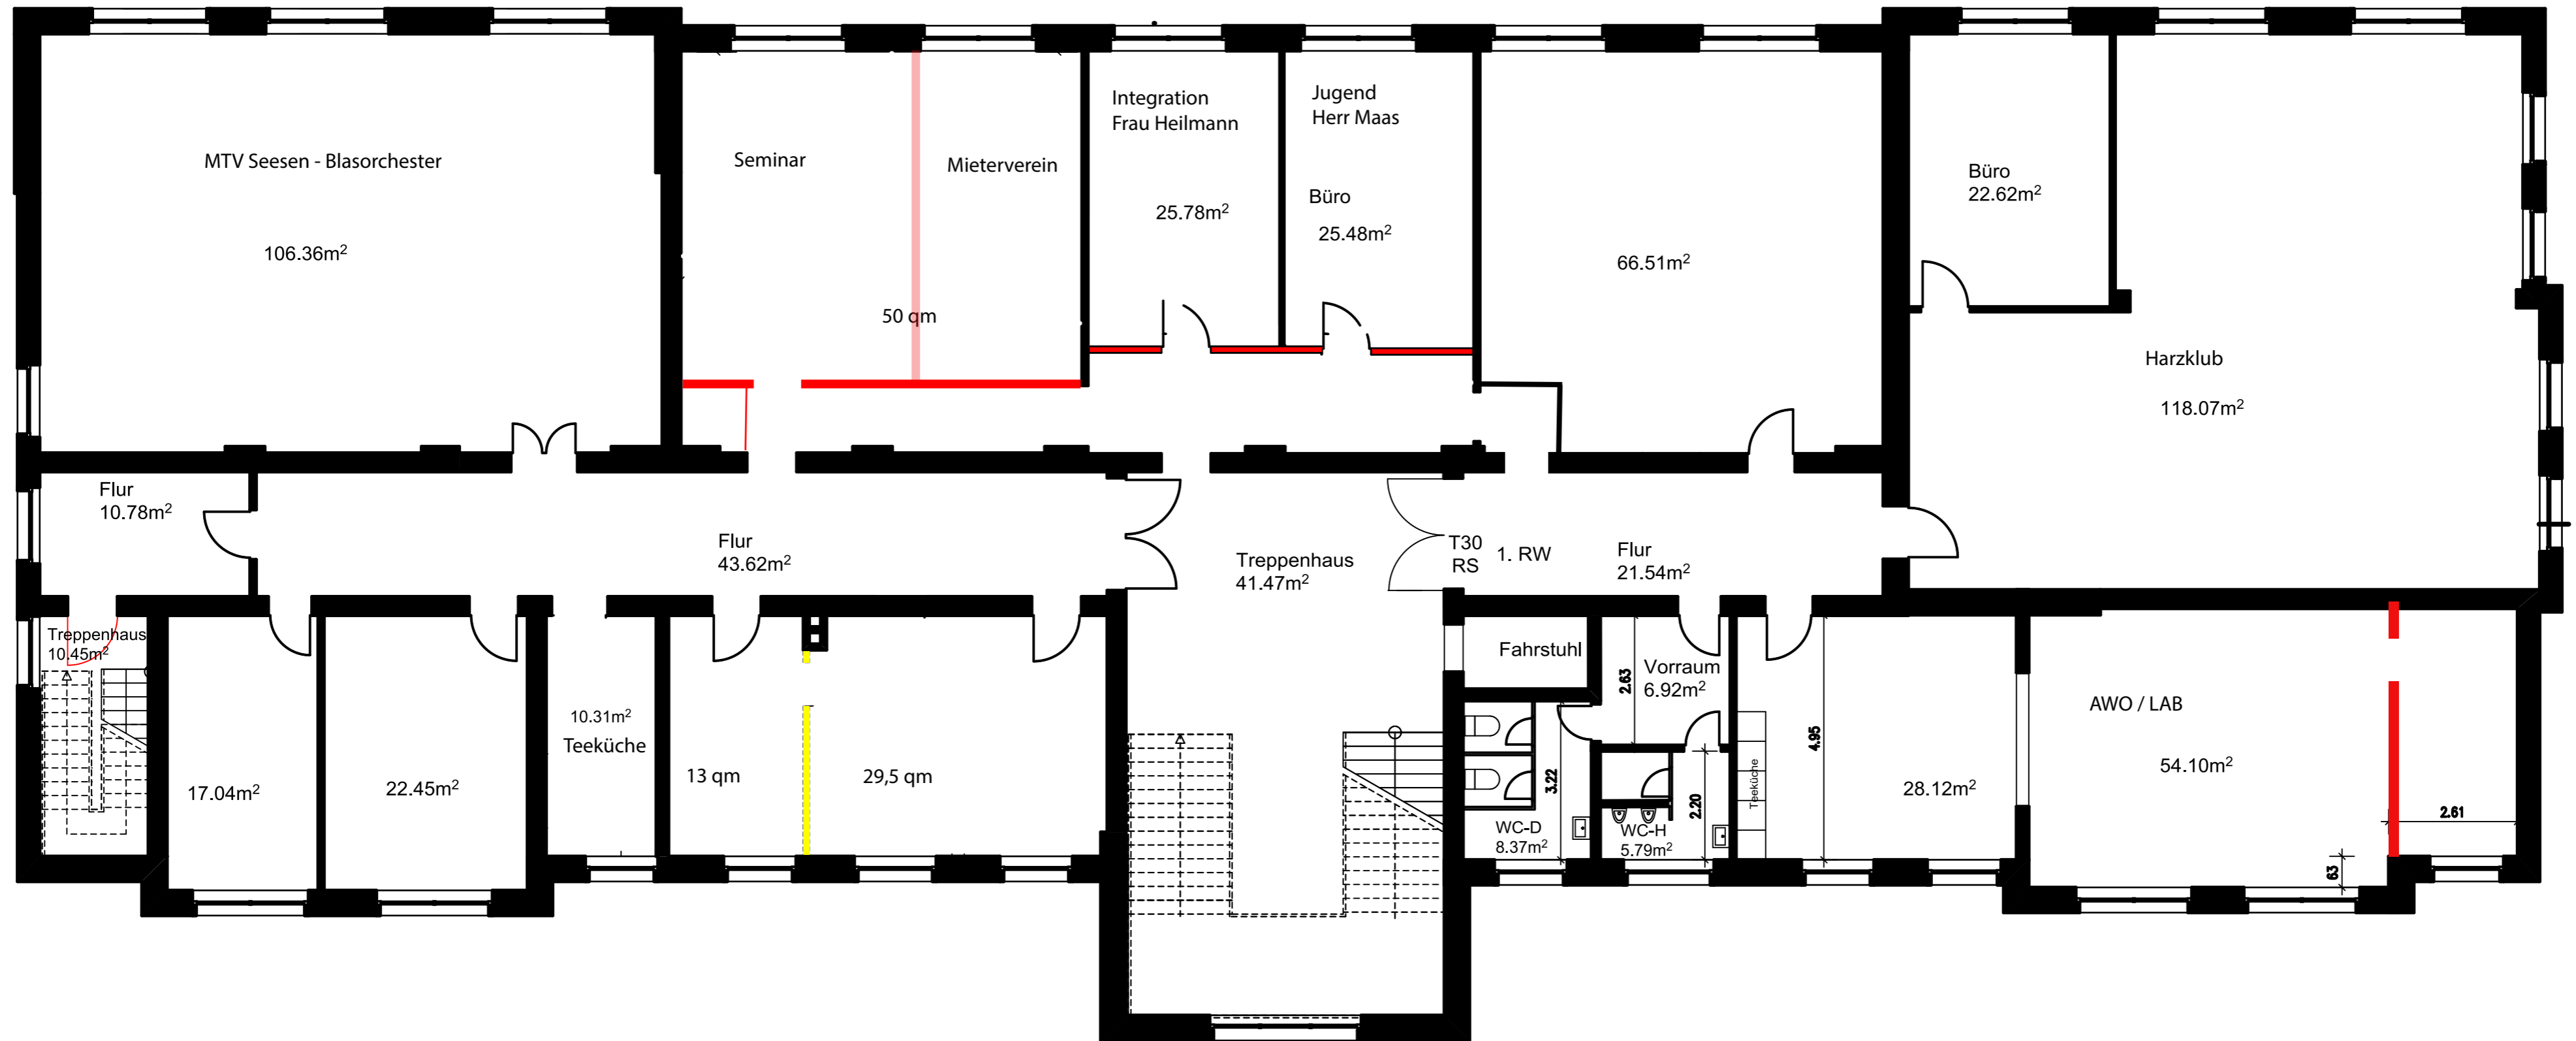 MTV Seesen - Blasorchester
106.36m²
Seminar
Mieterverein
50 qm
Integration
Frau Heilmann
25.78m²
Jugend
Herr Maas
Büro
25.48m²
66.51m²
Büro
22.62m²
Harzklub
118.07m²
Flur
10.78m²
Flur
43.62m²
Treppenhaus
41.47m²
T30
RS
1. RW
Flur
21.54m²
Treppenhaus
10.45m²
17.04m²
22.45m²
10.31m²
Teeküche
13 qm
29,5 qm
Fahrstuhl
Vorraum
6.92m²
2.63
3.22
2.20
WC-D
8.37m²
WC-H
5.79m²
Teeküche
4.95
28.12m²
AWO / LAB
54.10m²
2.61
63